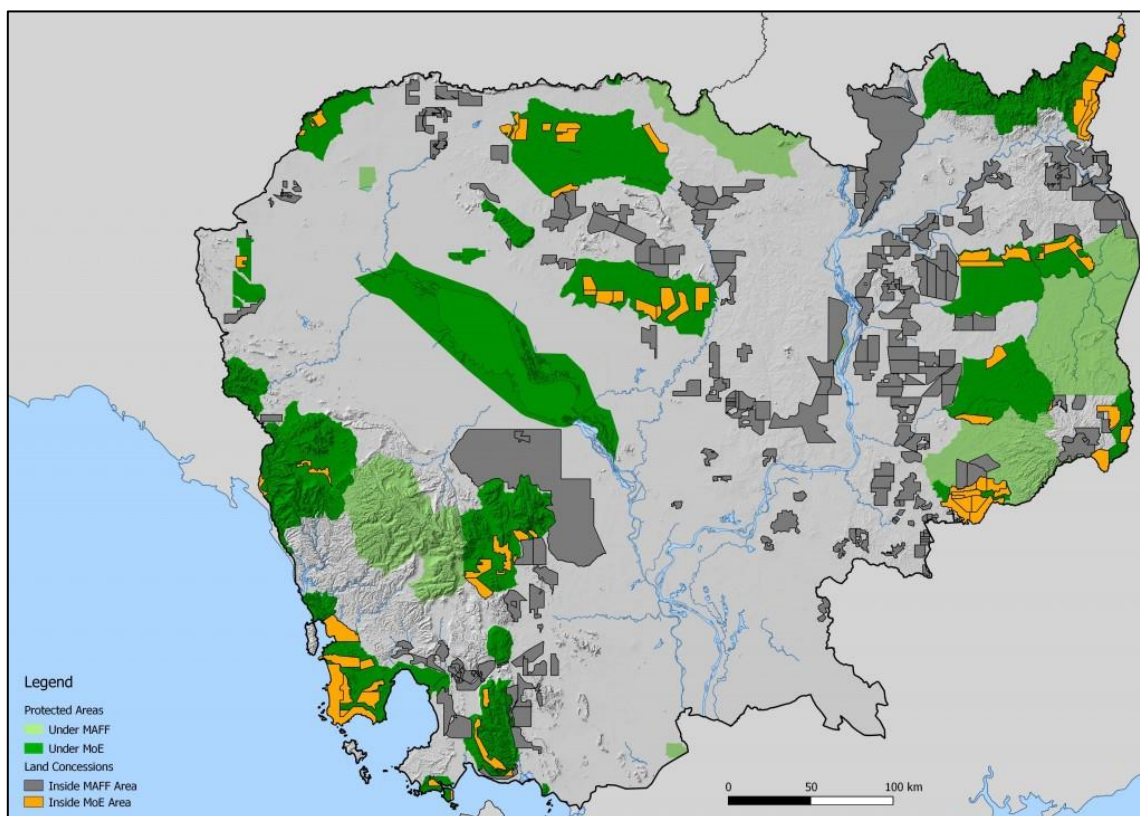 Legend
Protected Areas
Under MAFF
Under MoE
Land Concessions
Inside MAFF Area
Inside MoE Area
0 50 100 km